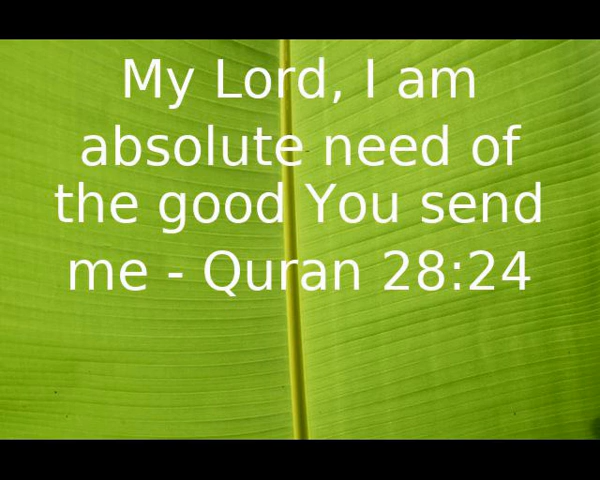 My Lord, I am
absolute need of
the good You send
me - Quran 28:24